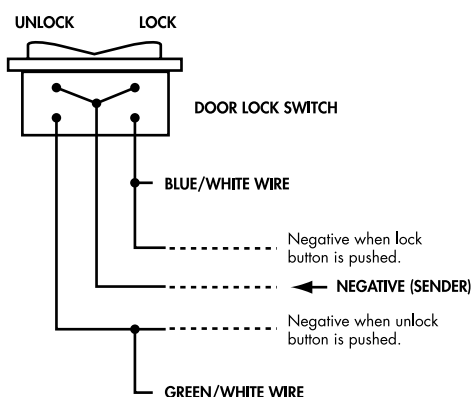 UNLOCK LOCK
DOOR LOCK SWITCH
BLUE/WHITE WIRE
Negative when lock
button is pushed.
NEGATIVE (SENDER)
Negative when unlock
button is pushed.
GREEN/WHITE WIRE